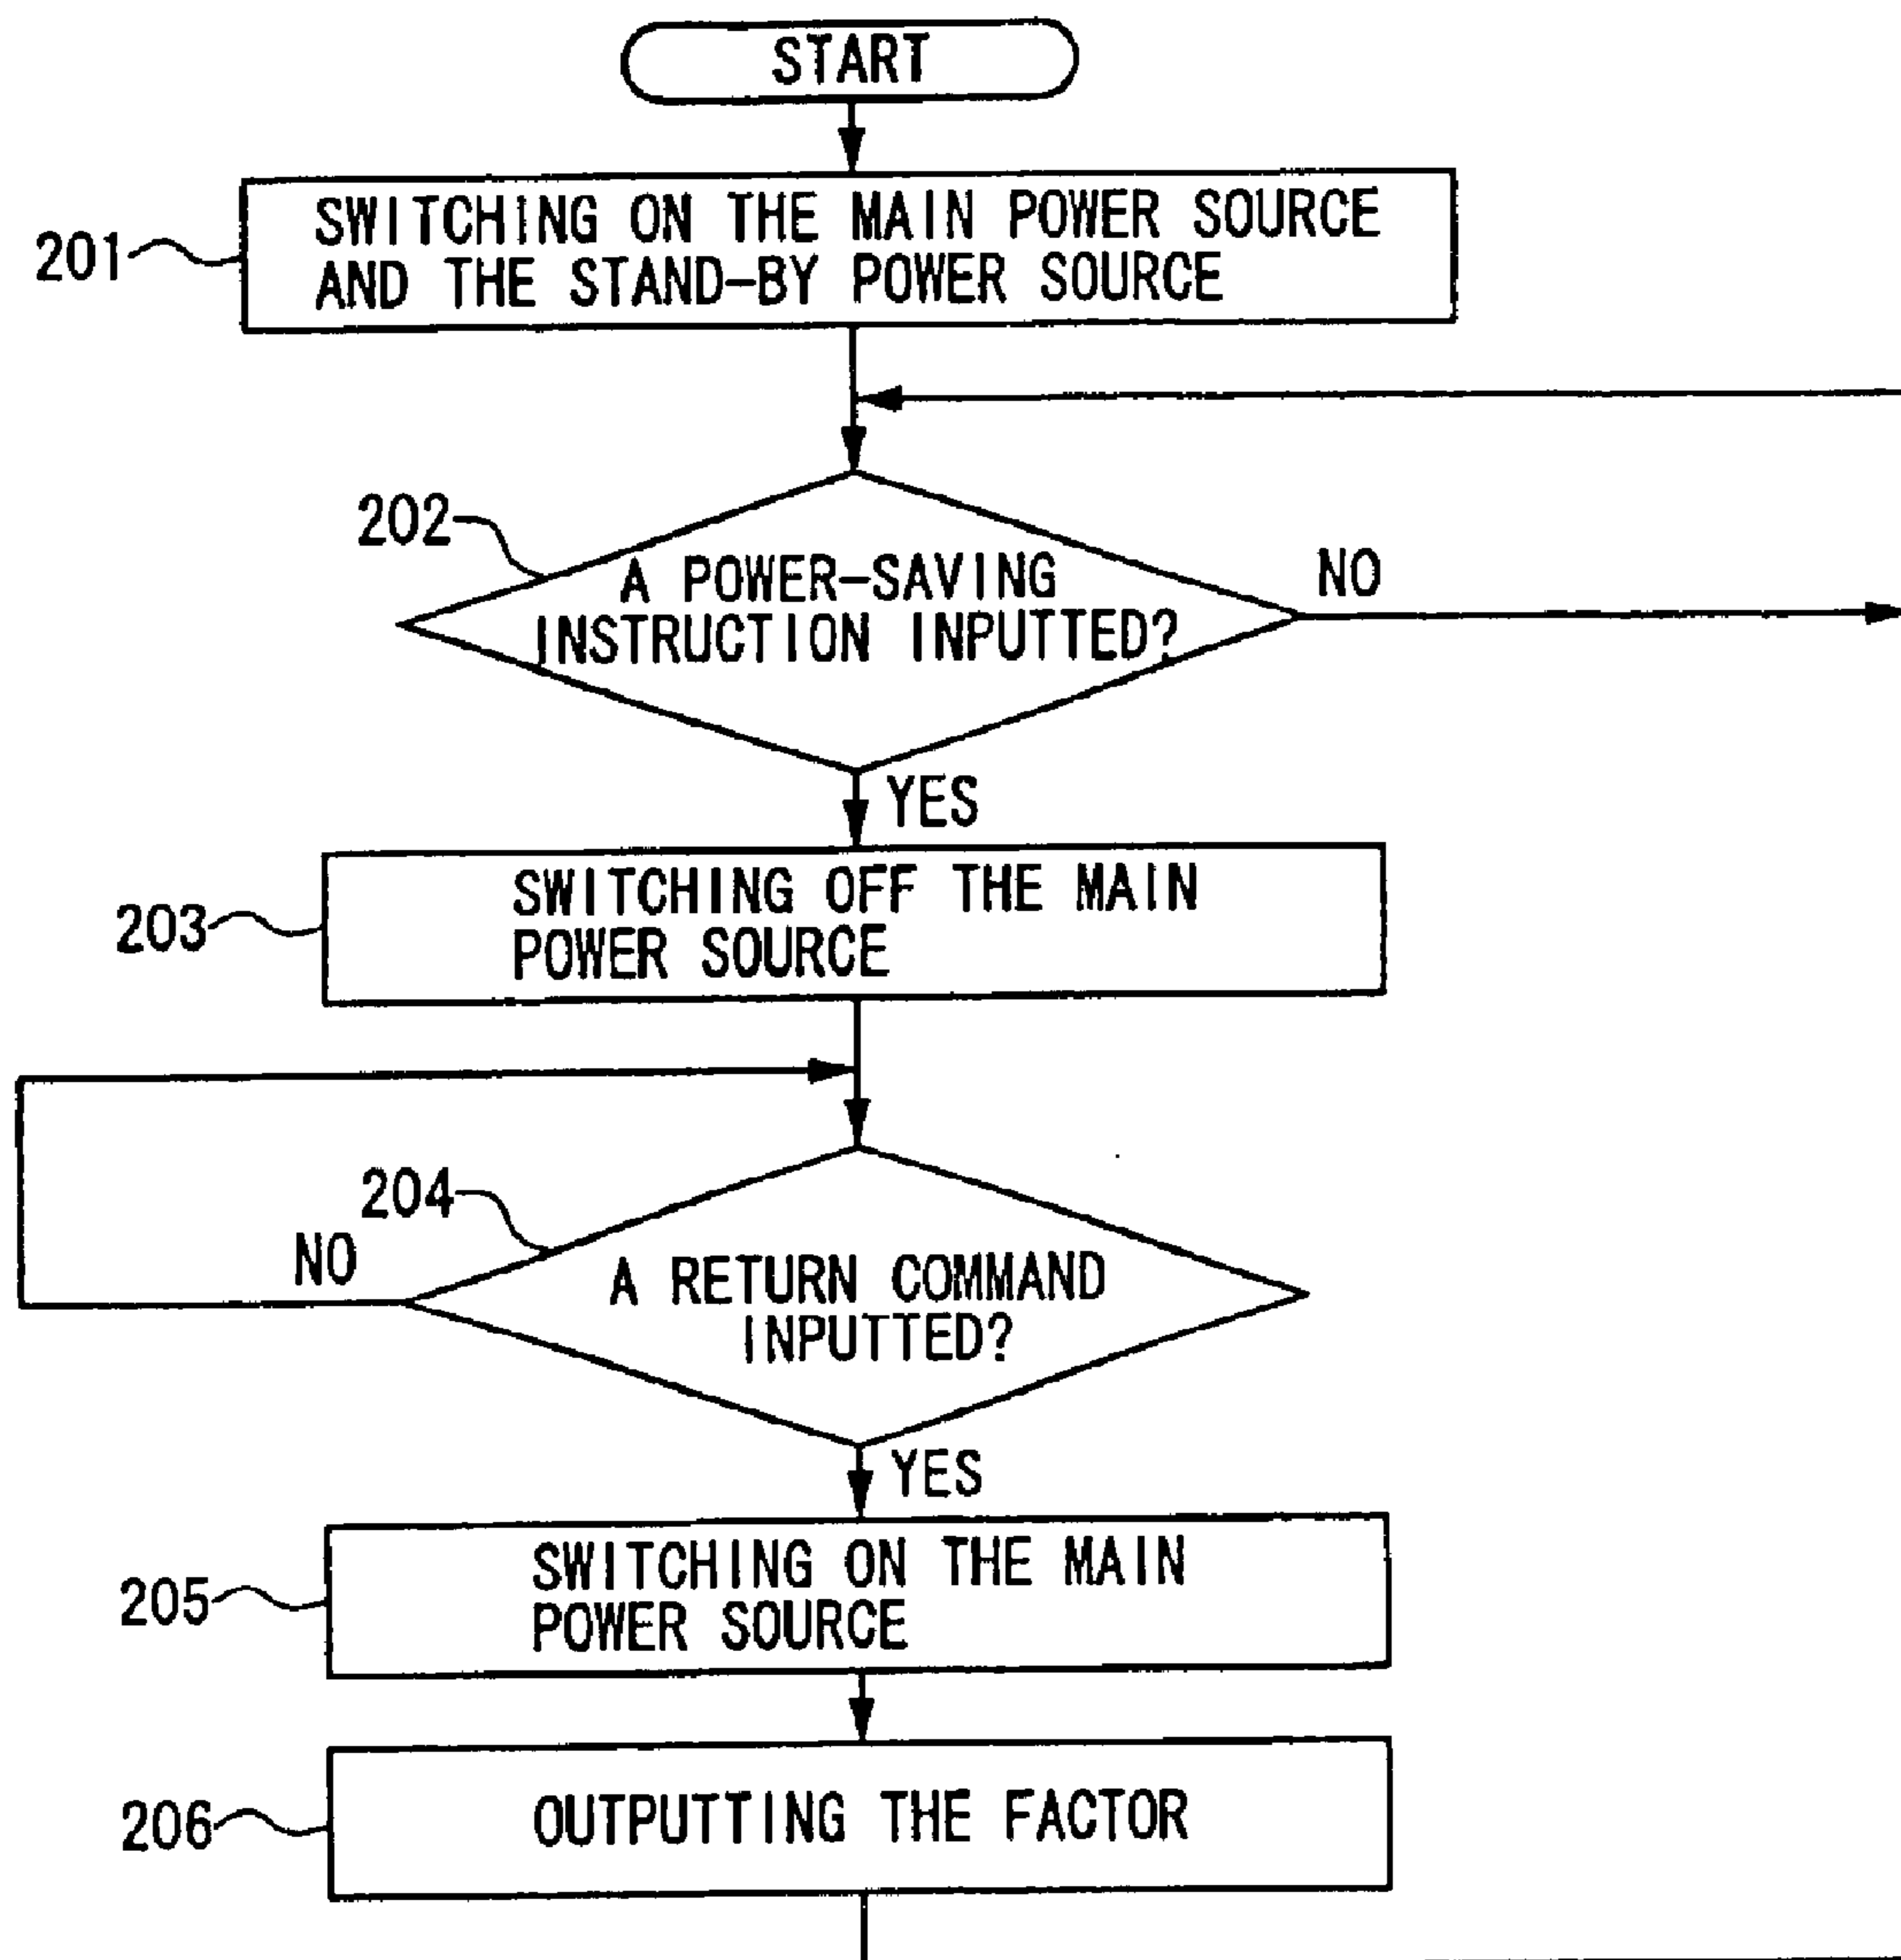 START
201
SWITCHING ON THE MAIN POWER SOURCE
AND THE STAND-BY POWER SOURCE
202
A POWER-SAVING
INSTRUCTION INPUTTED?
NO
YES
203
SWITCHING OFF THE MAIN
POWER SOURCE
204
NO
A RETURN COMMAND
INPUTTED?
YES
205
SWITCHING ON THE MAIN
POWER SOURCE
206
OUTPUTTING THE FACTOR